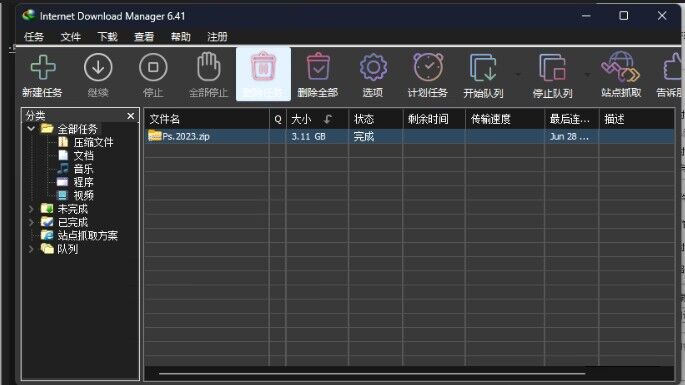 Internet Download Manager 6.41
任务 文件 下载 查看 帮助 注册
新建任务 继续 停止 全部停止 删除任务 删除全部 选项 计划任务 开始队列 停止队列 站点抓取 告诉朋
分类
文件名 Q 大小 状态 剩余时间 传输速度 最后连... 描述
全部任务
Ps.2023.zip 3.11 GB 完成 Jun 28 ...
压缩文件
文档
音乐
程序
视频
未完成
已完成
站点抓取方案
队列